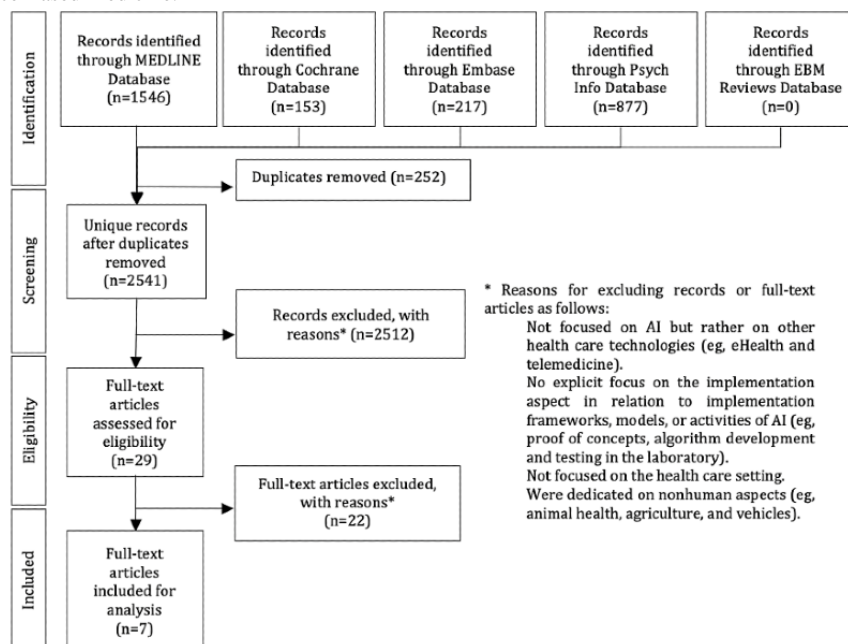 Identification
Records identified
through MEDLINE
Database
(n=1546)
Records
identified
through Cochrane
Database
(n=153)
Records
identified
through Embase
Database
(n=217)
Records
identified
through Psych
Info Database
(n=877)
Records
identified
through EBM
Reviews Database
(n=0)
Duplicates removed (n=252)
Screening
Unique records
after duplicates
removed
(n=2541)
Records excluded, with
reasons* (n=2512)
Eligibility
Full-text
articles
assessed for
eligibility
(n=29)
Full-text articles excluded,
with reasons*
(n=22)
Included
Full-text
articles
included for
analysis
(n=7)
* Reasons for excluding records or full-text
articles as follows:
Not focused on AI but rather on other
health care technologies (eg, eHealth and
telemedicine).
No explicit focus on the implementation
aspect in relation to implementation
frameworks, models, or activities of AI (eg,
proof of concepts, algorithm development
and testing in the laboratory).
Not focused on the health care setting.
Were dedicated on nonhuman aspects (eg,
animal health, agriculture, and vehicles).